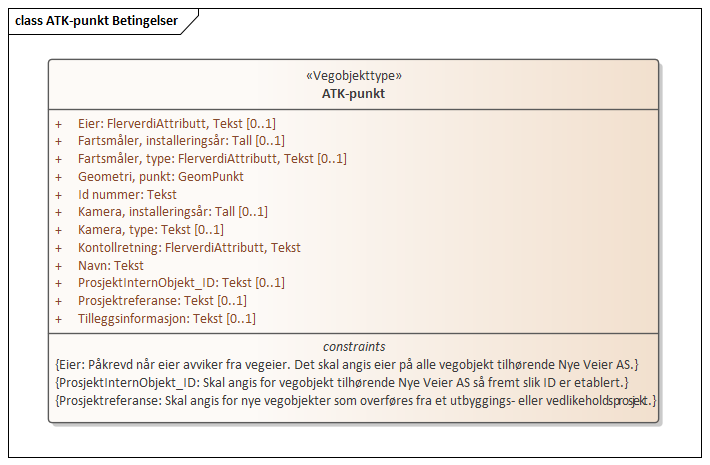 class ATK-punkt Betingelser
«Vegobjekttype»
ATK-punkt
+ Eier: FlerverdiAttributt, Tekst [0..1]
+ Fartsmåler, installeringsår: Tall [0..1]
+ Fartsmåler, type: FlerverdiAttributt, Tekst [0..1]
+ Geometri, punkt: GeomPunkt
+ Id nummer: Tekst
+ Kamera, installeringsår: Tall [0..1]
+ Kamera, type: Tekst [0..1]
+ Kontollretning: FlerverdiAttributt, Tekst
+ Navn: Tekst
+ ProsjektInternObjekt_ID: Tekst [0..1]
+ Prosjektreferanse: Tekst [0..1]
+ Tilleggsinformasjon: Tekst [0..1]
constraints
{Eier: Påkrevd når eier avviker fra vegeier. Det skal angis eier på alle vegobjekt tilhørende Nye Veier AS.}
{ProsjektInternObjekt_ID: Skal angis for vegobjekt tilhørende Nye Veier AS så fremt slik ID er etablert.}
{Prosjektreferanse: Skal angis for nye vegobjekter som overføres fra et utbyggings- eller vedlikeholdsprosjekt.}